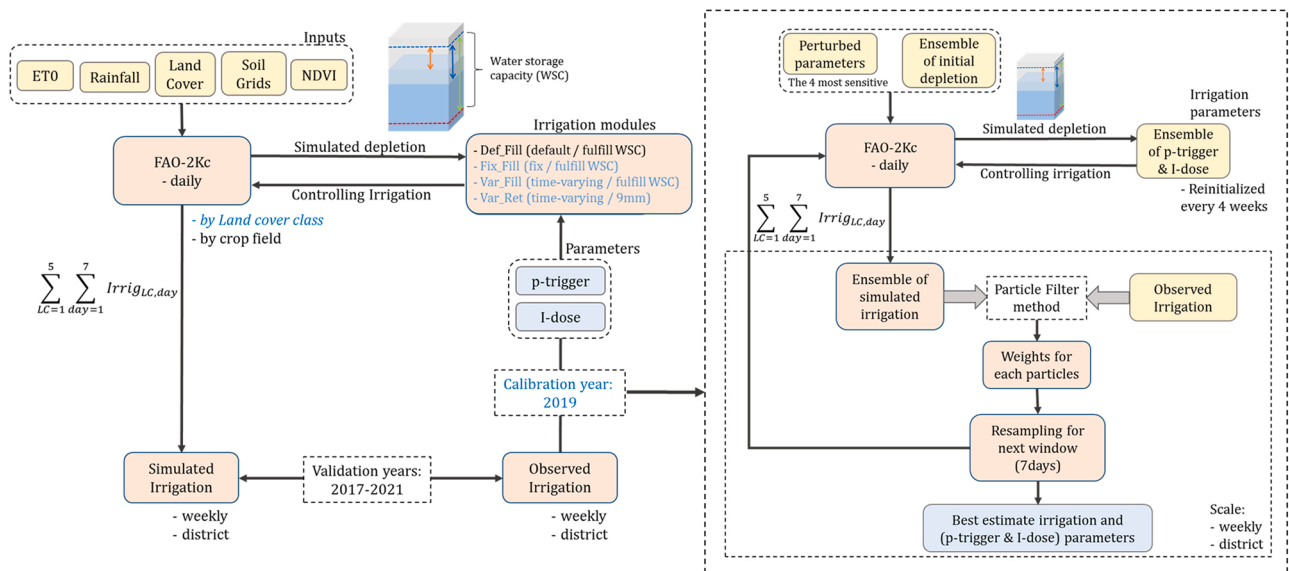 Inputs
ET0
Rainfall
Land
Cover
Soil
Grids
NDVI
Water storage
capacity (WSC)
Irrigation modules
FAO-2Kc
- daily
Simulated depletion
Controlling Irrigation
- Def_Fill (default / fulfill WSC)
- Fix_Fill (fix / fulfill WSC)
- Var_Fill (time-varying / fulfill WSC)
- Var_Ret (time-varying / 9mm)
- by Land cover class
- by crop field
Parameters
p-trigger
I-dose
5 7
∑ ∑ Irrig_{LC,day}
LC=1 day=1
Calibration year:
2019
Simulated
Irrigation
Validation years:
2017-2021
Observed
Irrigation
- weekly
- district
- weekly
- district
Perturbed
parameters
The 4 most sensitive
Ensemble
of initial
depletion
Irrigation
parameters
FAO-2Kc
- daily
Simulated depletion
Controlling irrigation
Ensemble
of p-trigger
& I-dose
- Reinitialized
every 4 weeks
5 7
∑ ∑ Irrig_{LC,day}
LC=1 day=1
Ensemble of
simulated
irrigation
Particle Filter
method
Observed
Irrigation
Weights for
each particles
Resampling for
next window
(7days)
Best estimate irrigation and
(p-trigger & I-dose) parameters
Scale:
- weekly
- district